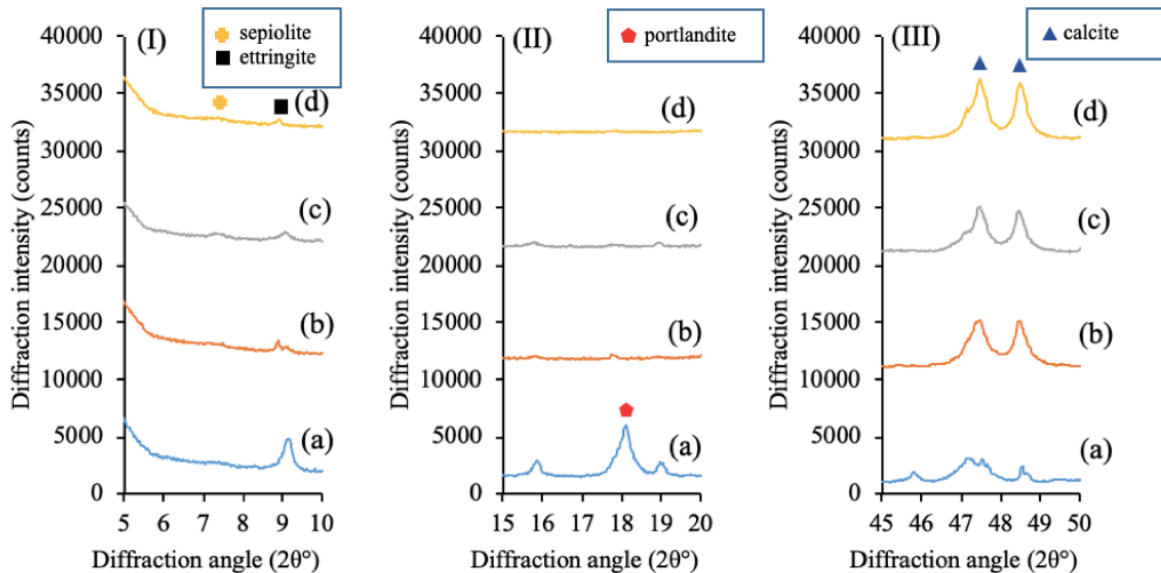 (I)
sepiolite
ettringite
40000
35000
30000
25000
20000
15000
10000
5000
0
Diffraction intensity (counts)
(d)
(c)
(b)
(a)
5 6 7 8 9 10
Diffraction angle (2θ°)
(II)
portlandite
40000
35000
30000
25000
20000
15000
10000
5000
0
Diffraction intensity (counts)
(d)
(c)
(b)
(a)
15 16 17 18 19 20
Diffraction angle (2θ°)
(III)
calcite
40000
35000
30000
25000
20000
15000
10000
5000
0
Diffraction intensity (counts)
(d)
(c)
(b)
(a)
45 46 47 48 49 50
Diffraction angle (2θ°)